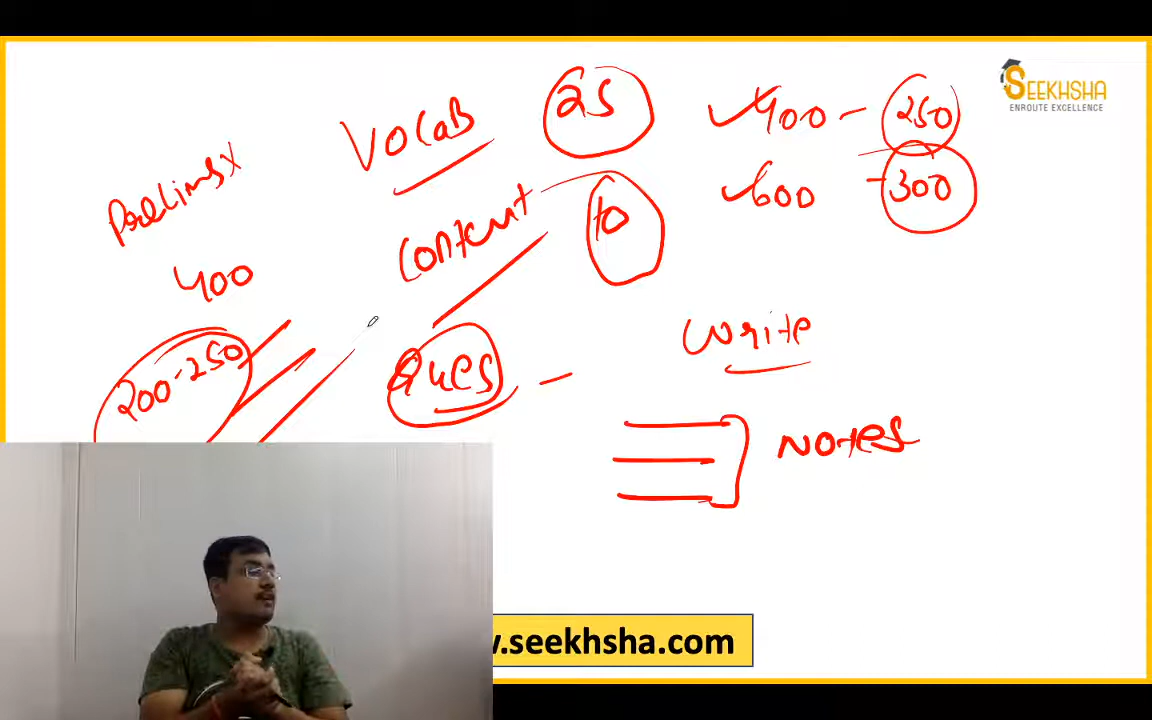 SEEKHSHA
ENROUTE EXCELLENCE
Vocab 25
400 - 250
600 - 300
Prelims x
Content 10
400
200-250
Ques -
Write
Notes
w.seekhsha.com